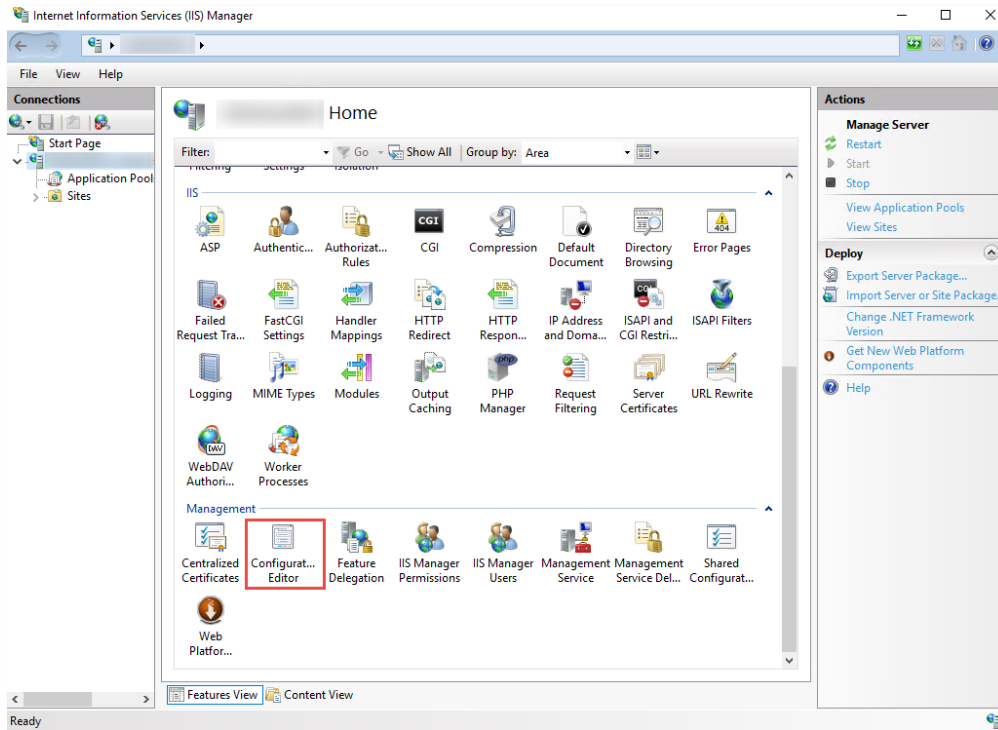 Internet Information Services (IIS) Manager
File View Help
Connections
Start Page
Application Pool
Sites
Home
Filter: Go Show All Group by: Area
IIS
ASP
Authentic...
Authorizat...
Rules
CGI
CGI
Compression
Default
Document
Directory
Browsing
404
Error Pages
Failed
Request Tra...
FastCGI
Settings
Handler
Mappings
HTTP
Redirect
HTTP
Respon...
IP Address
and Doma...
ISAPI and
CGI Restri...
ISAPI Filters
Logging
MIME Types
Modules
Output
Caching
php
PHP
Manager
Request
Filtering
Server
Certificates
URL Rewrite
DAV
WebDAV
Authori...
Worker
Processes
Management
Centralized
Certificates
Configurat...
Editor
Feature
Delegation
IIS Manager
Permissions
IIS Manager
Users
Management
Service
Management
Service Del...
Shared
Configurat...
Web
Platfor...
Features View Content View
Actions
Manage Server
Restart
Start
Stop
View Application Pools
View Sites
Deploy
Export Server Package...
Import Server or Site Package.
Change .NET Framework
Version
Get New Web Platform
Components
Help
Ready